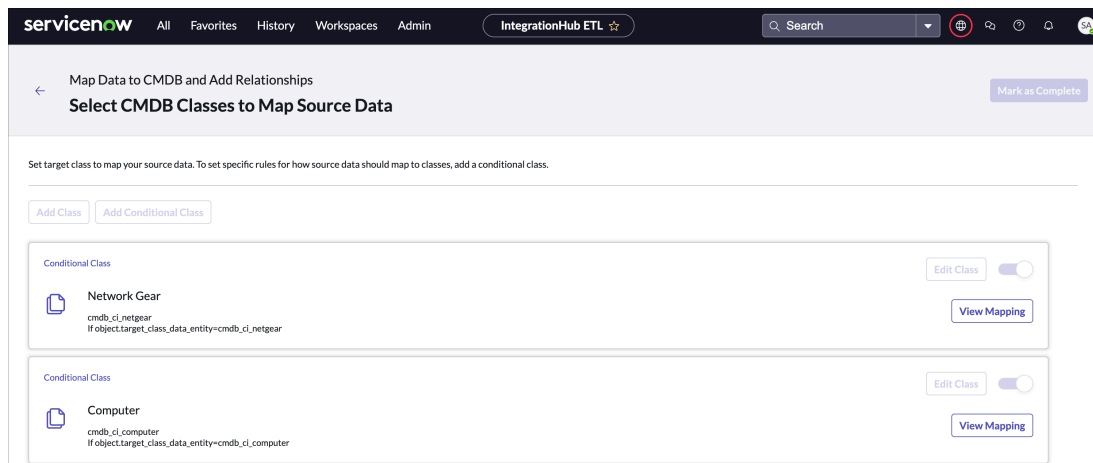 servicenow All Favorites History Workspaces Admin IntegrationHub ETL Search SA
Map Data to CMDB and Add Relationships
Select CMDB Classes to Map Source Data
Mark as Complete
Set target class to map your source data. To set specific rules for how source data should map to classes, add a conditional class.
Add Class Add Conditional Class
Conditional Class
Edit Class
Network Gear
cmdb_ci_netgear
If object.target_class_data_entity=cmdb_ci_netgear
View Mapping
Conditional Class
Edit Class
Computer
cmdb_ci_computer
If object.target_class_data_entity=cmdb_ci_computer
View Mapping